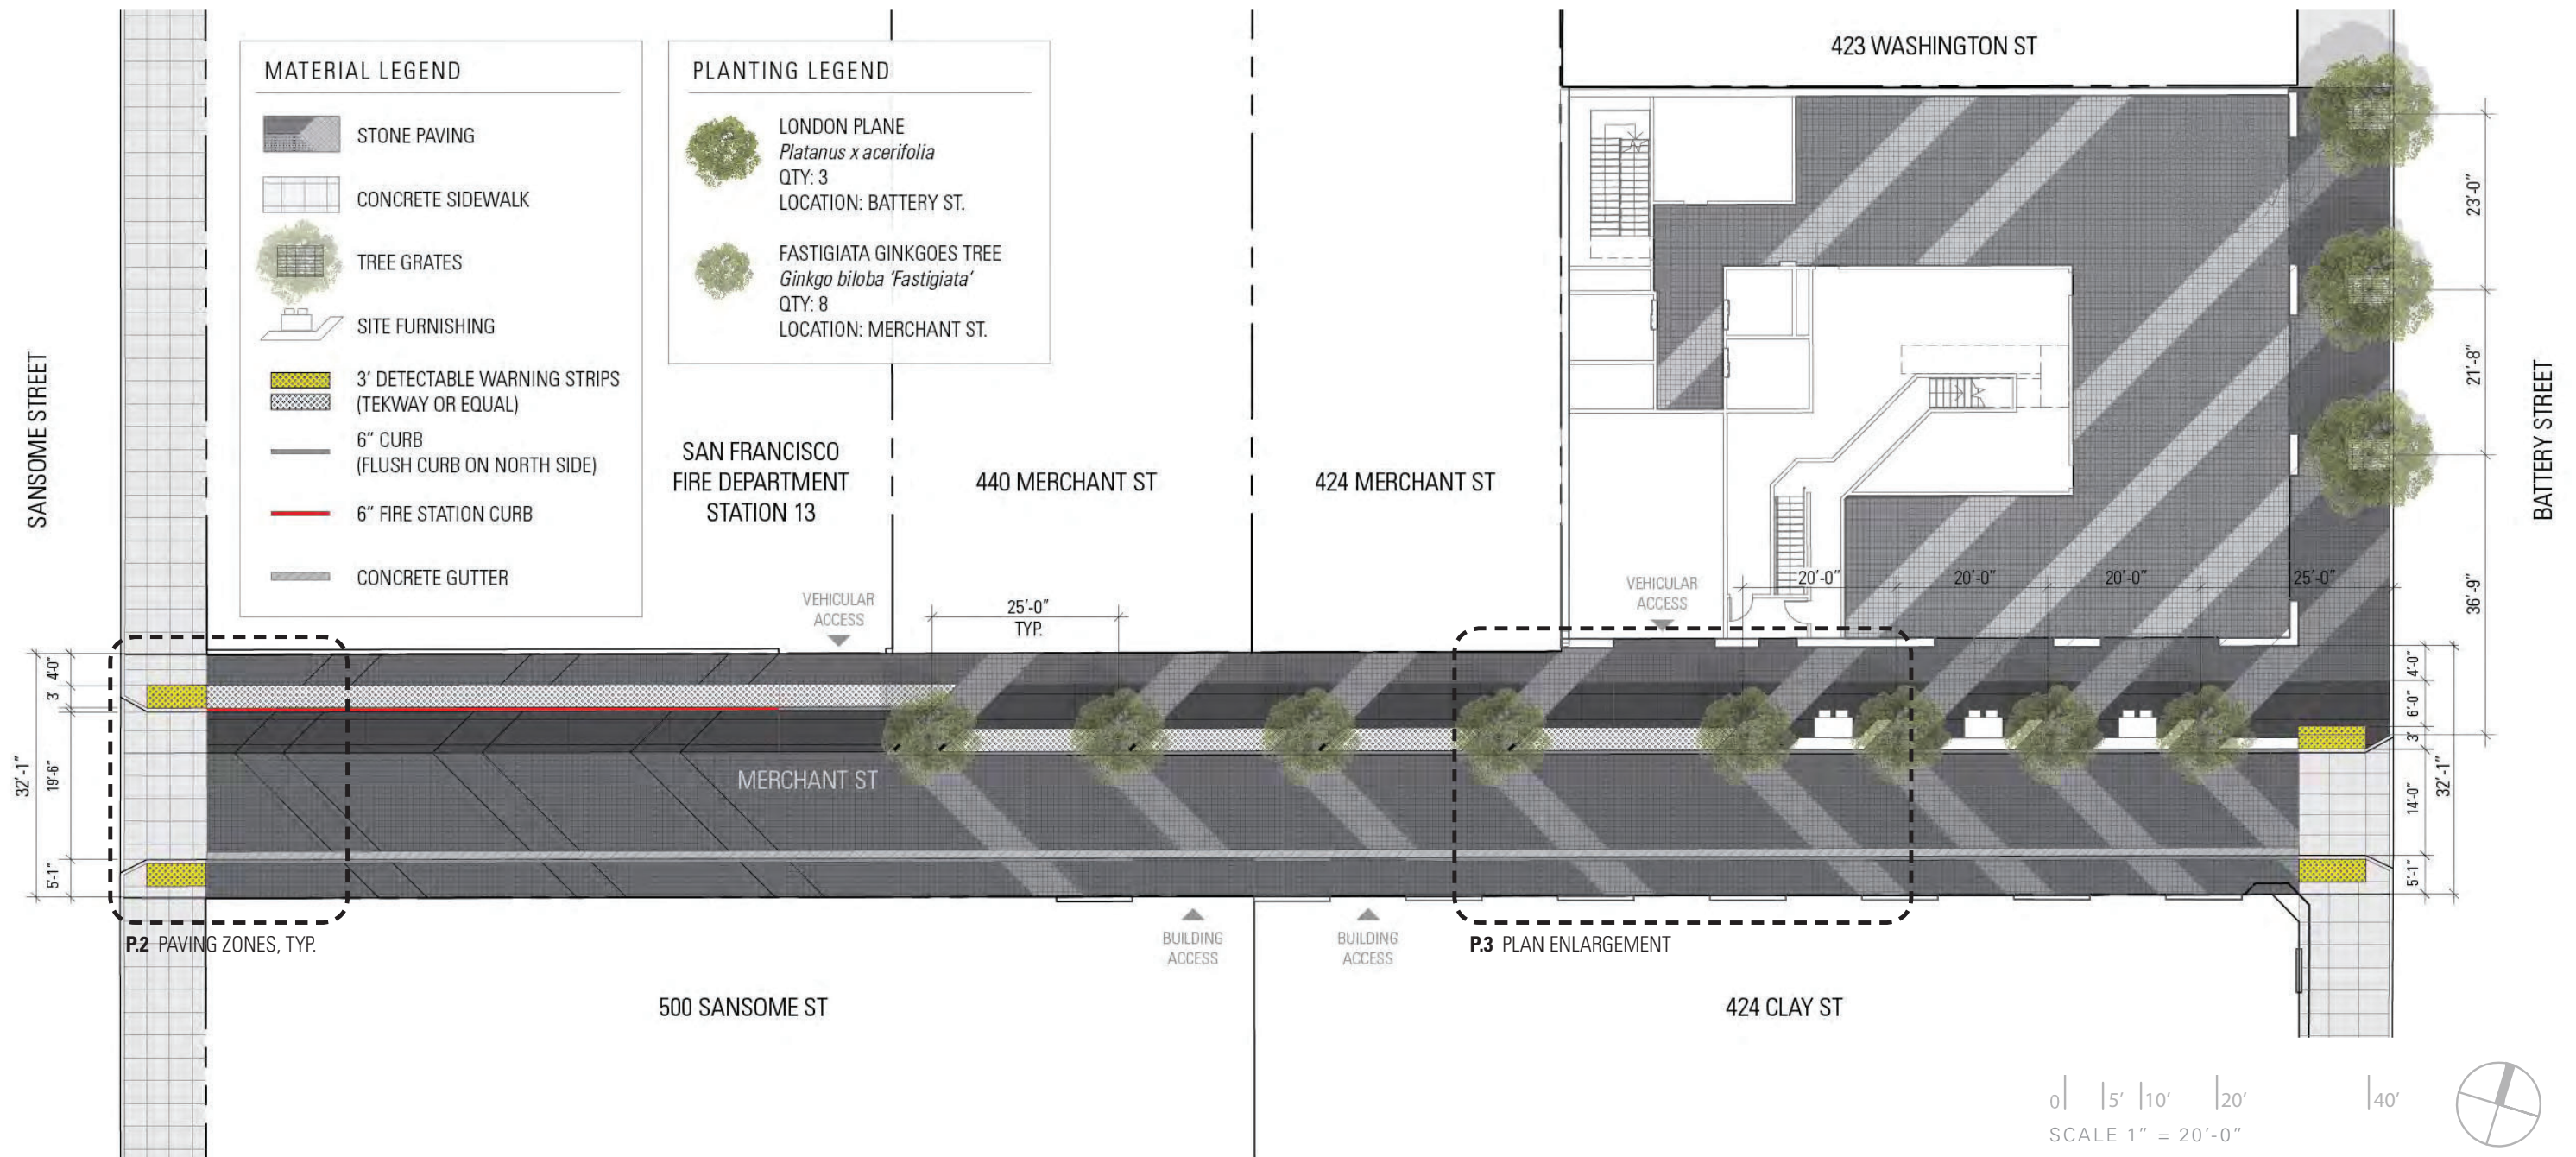 MATERIAL LEGEND
STONE PAVING
CONCRETE SIDEWALK
TREE GRATES
SITE FURNISHING
3’ DETECTABLE WARNING STRIPS
(TEKWAY OR EQUAL)
6” CURB
(FLUSH CURB ON NORTH SIDE)
6” FIRE STATION CURB
CONCRETE GUTTER
PLANTING LEGEND
LONDON PLANE
Platanus x acerifolia
QTY: 3
LOCATION: BATTERY ST.
FASTIGIATA GINKGOES TREE
Ginkgo biloba ‘Fastigiata’
QTY: 8
LOCATION: MERCHANT ST.
423 WASHINGTON ST
SANSOME STREET
SAN FRANCISCO
FIRE DEPARTMENT
STATION 13
440 MERCHANT ST
424 MERCHANT ST
BATTERY STREET
23’-0”
21’-8”
36’-9”
VEHICULAR
ACCESS
25’-0”
TYP.
VEHICULAR
ACCESS
20’-0”
20’-0”
20’-0”
25’-0”
32’-1”
4’-0”
3’
19’-6”
5’-1”
MERCHANT ST
4’-0”
6’-0”
3’
14’-0”
5’-1”
32’-1”
P.2 PAVING ZONES, TYP.
BUILDING
ACCESS
BUILDING
ACCESS
P.3 PLAN ENLARGEMENT
500 SANSOME ST
424 CLAY ST
0 5’ 10’ 20’ 40’
SCALE 1” = 20’-0”